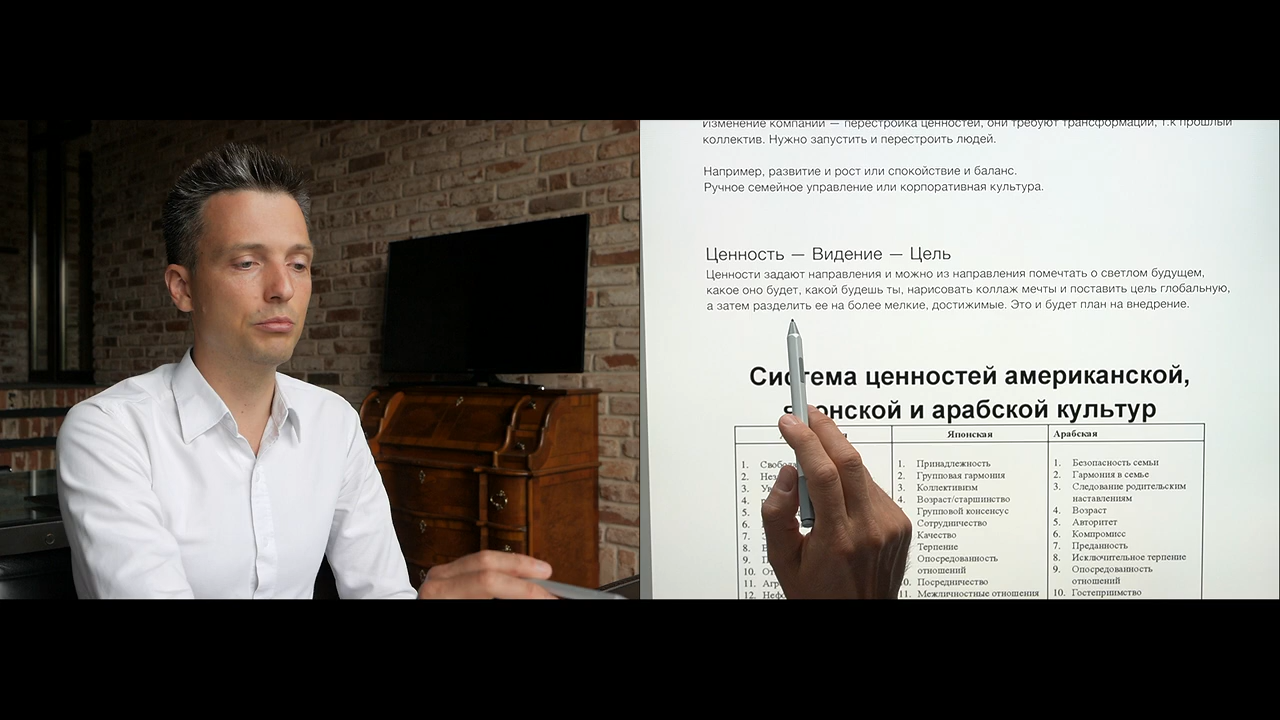 Изменение компании — перестройка ценностей, они требуют трансформации, т.к прошлый
коллектив. Нужно запустить и перестроить людей.
Например, развитие и рост или спокойствие и баланс.
Ручное семейное управление или корпоративная культура.
Ценность — Видение — Цель
Ценности задают направления и можно из направления помечтать о светлом будущем,
какое оно будет, какой будешь ты, нарисовать коллаж мечты и поставить цель глобальную,
а затем разделить ее на более мелкие, достижимые. Это и будет план на внедрение.
Система ценностей американской,
японской и арабской культур
Японская
Арабская
1.
2.
3.
4.
5.
6.
7.
8.
9.
10.
11.
12.
1. Принадлежность
2. Групповая гармония
3. Коллективизм
4. Возраст/старшинство
Групповой консенсус
Сотрудничество
Качество
Терпение
Опосредованность
отношений
Посредничество
11. Межличностные отношения
1. Безопасность семьи
2. Гармония в семье
3. Следование родительским
наставлениям
4. Возраст
5. Авторитет
6. Компромисс
7. Преданность
8. Исключительное терпение
9. Опосредованность
отношений
10. Гостеприимство